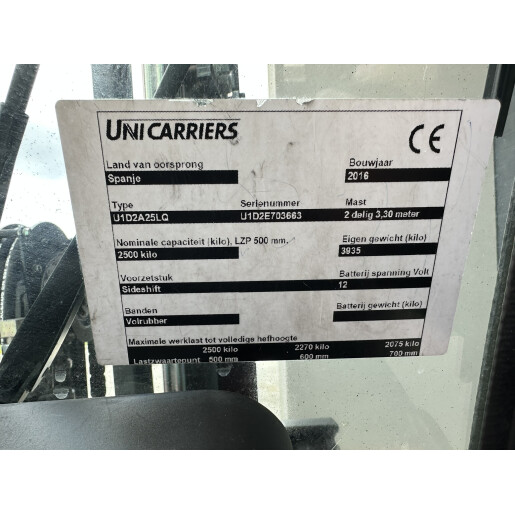 UNICARRIERS CE
Land van oorsprong Bouwjaar
Spanje 2016
Type Serienummer Mast
U1D2A25LQ U1D2E703663 2 delig 3,30 meter
Nominale capaciteit (kilo), LZP 500 mm. Eigen gewicht (kilo)
2500 kilo 3935
Voorzetstuk Batterij spanning Volt
Sideshift 12
Banden Batterij gewicht (kilo)
Volrubber
Maximale werklast tot volledige hefhoogte
2500 kilo 2270 kilo 2075 kilo
Lastzwaartepunt 500 mm 600 mm 700 mm